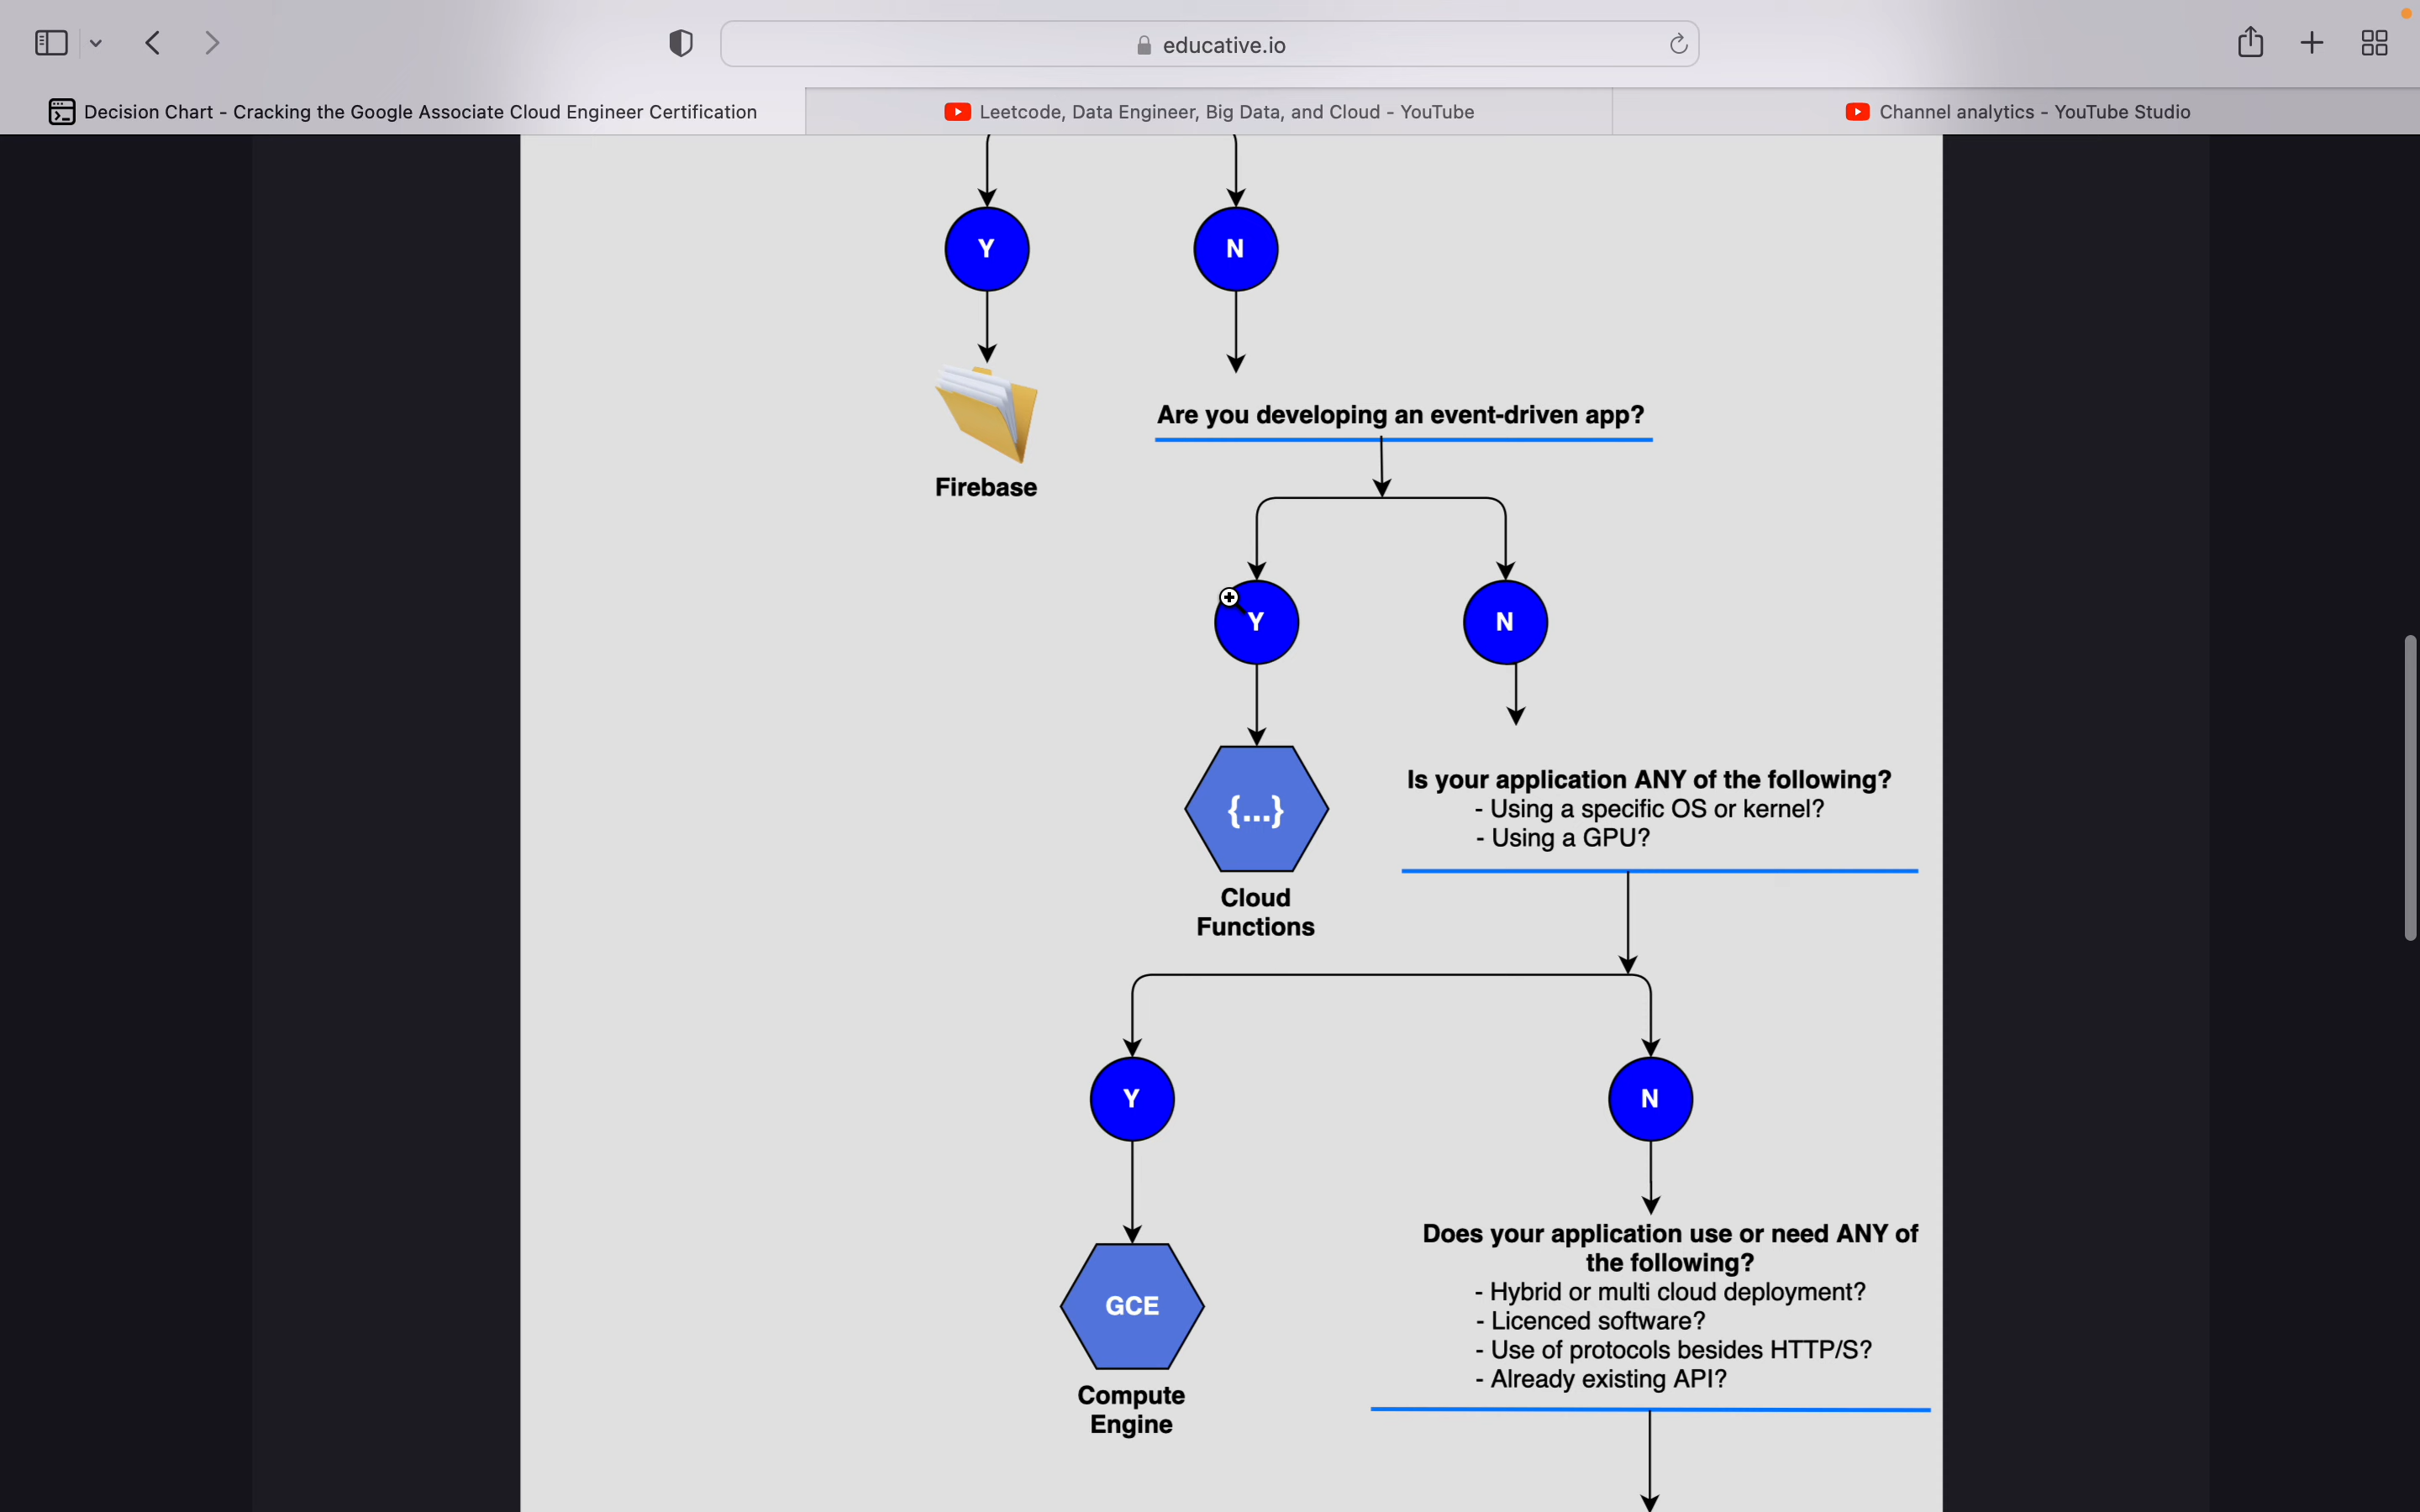 educative.io
Decision Chart - Cracking the Google Associate Cloud Engineer Certification
Leetcode, Data Engineer, Big Data, and Cloud - YouTube
Channel analytics - YouTube Studio
Y
N
Firebase
Are you developing an event-driven app?
Y
N
{...}
Cloud
Functions
Is your application ANY of the following?
- Using a specific OS or kernel?
- Using a GPU?
Y
N
GCE
Compute
Engine
Does your application use or need ANY of
the following?
- Hybrid or multi cloud deployment?
- Licenced software?
- Use of protocols besides HTTP/S?
- Already existing API?